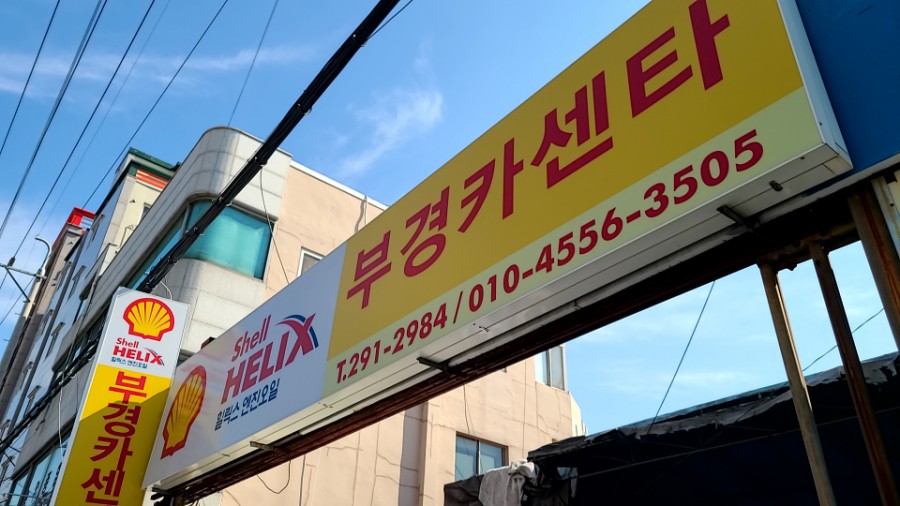 Shell
HELIX
힐릭스 엔진오일
부경카센
Shell
HELIX
힐릭스 엔진오일
부경카센타
T.291-2984 / 010-4556-3505